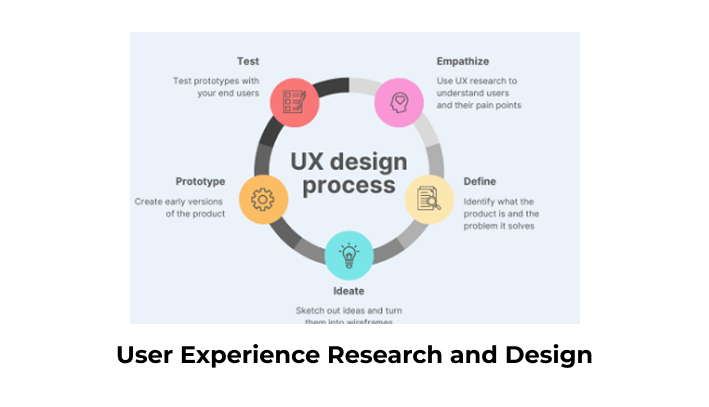 Test
Test prototypes with
your end users
Empathize
Use UX research to
understand users
and their pain points
UX design
process
Prototype
Create early versions
of the product
Define
Identify what the
product is and the
problem it solves
Ideate
Sketch out ideas and turn
them into wireframes
User Experience Research and Design